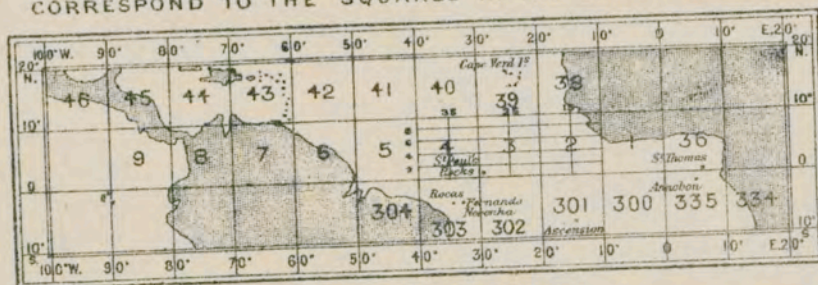 CORRESPOND TO THE SQUARES
100°W. 90° 80° 70° 60° 50° 40° 30° 20° 10° 0° 10° E.20°
20° N. 20° N.
Cape Verd Is
46 45 44 43 42 41 40 39 38
10° 10°
9 8 7 6 5 4 3 2 1 36
St Paul's Rocks
St Thomas
0
Rocas
Fernando Noronha
Annobon
304 303 302 301 300 335 334
Ascension
10° S. 10° S.
100°W. 90° 80° 70° 60° 50° 40° 30° 20° 10° 0° 10° E.20°